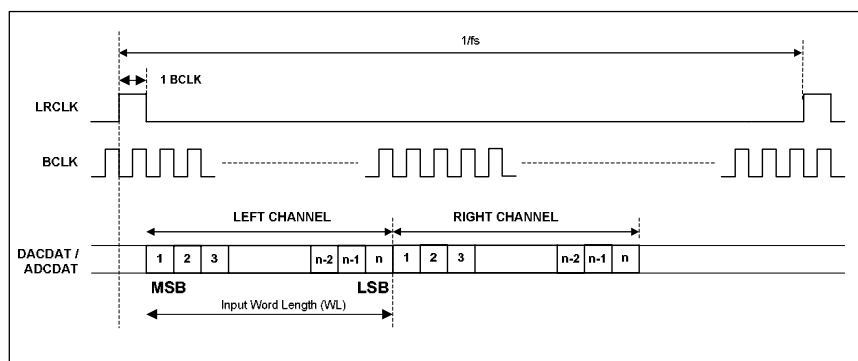 1/fs
1 BCLK
LRCLK
BCLK
LEFT CHANNEL
RIGHT CHANNEL
DACDAT /
ADCDAT
1 2 3 n-2 n-1 n 1 2 3 n-2 n-1 n
MSB LSB
Input Word Length (WL)